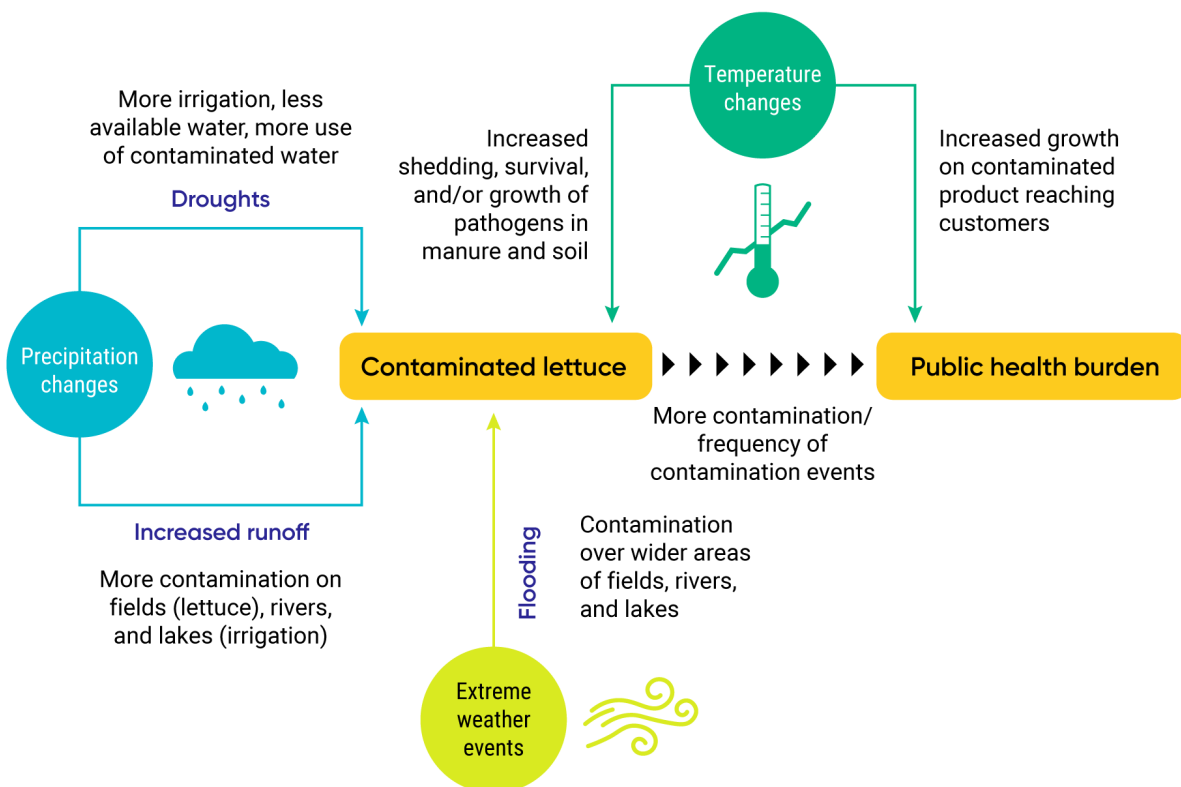 More irrigation, less
available water, more use
of contaminated water
Droughts
Precipitation
changes
Increased runoff
More contamination on
fields (lettuce), rivers,
and lakes (irrigation)
Temperature
changes
Increased
shedding, survival,
and/or growth of
pathogens in
manure and soil
Increased growth
on contaminated
product reaching
customers
Contaminated lettuce
Public health burden
More contamination/
frequency of
contamination events
Flooding
Contamination
over wider areas
of fields, rivers,
and lakes
Extreme
weather
events